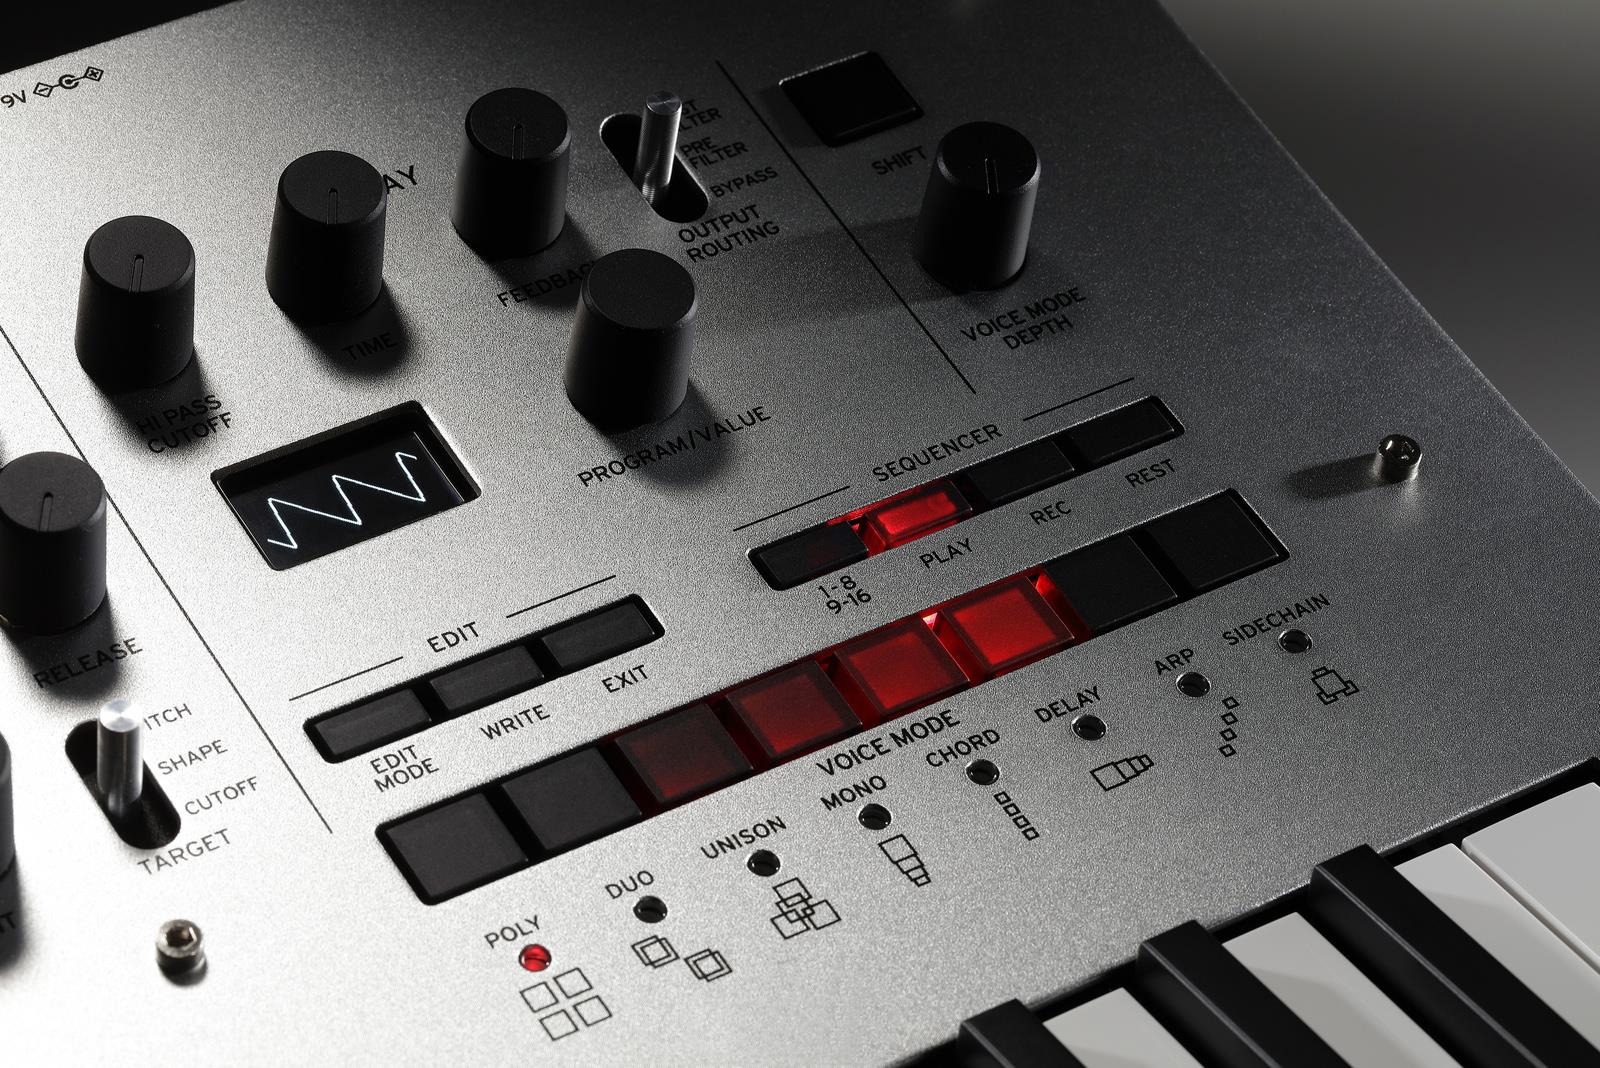 9V
FILTER
PRE
FILTER
BYPASS
OUTPUT
ROUTING
SHIFT
TIME
HI PASS
CUTOFF
VOICE MODE
DEPTH
PROGRAM/VALUE
SEQUENCER
1-8
9-16
PLAY
REC
REST
RELEASE
EDIT
EDIT
MODE
WRITE
EXIT
SHAPE
CUTOFF
TARGET
VOICE MODE
POLY
DUO
UNISON
MONO
CHORD
DELAY
ARP
SIDECHAIN